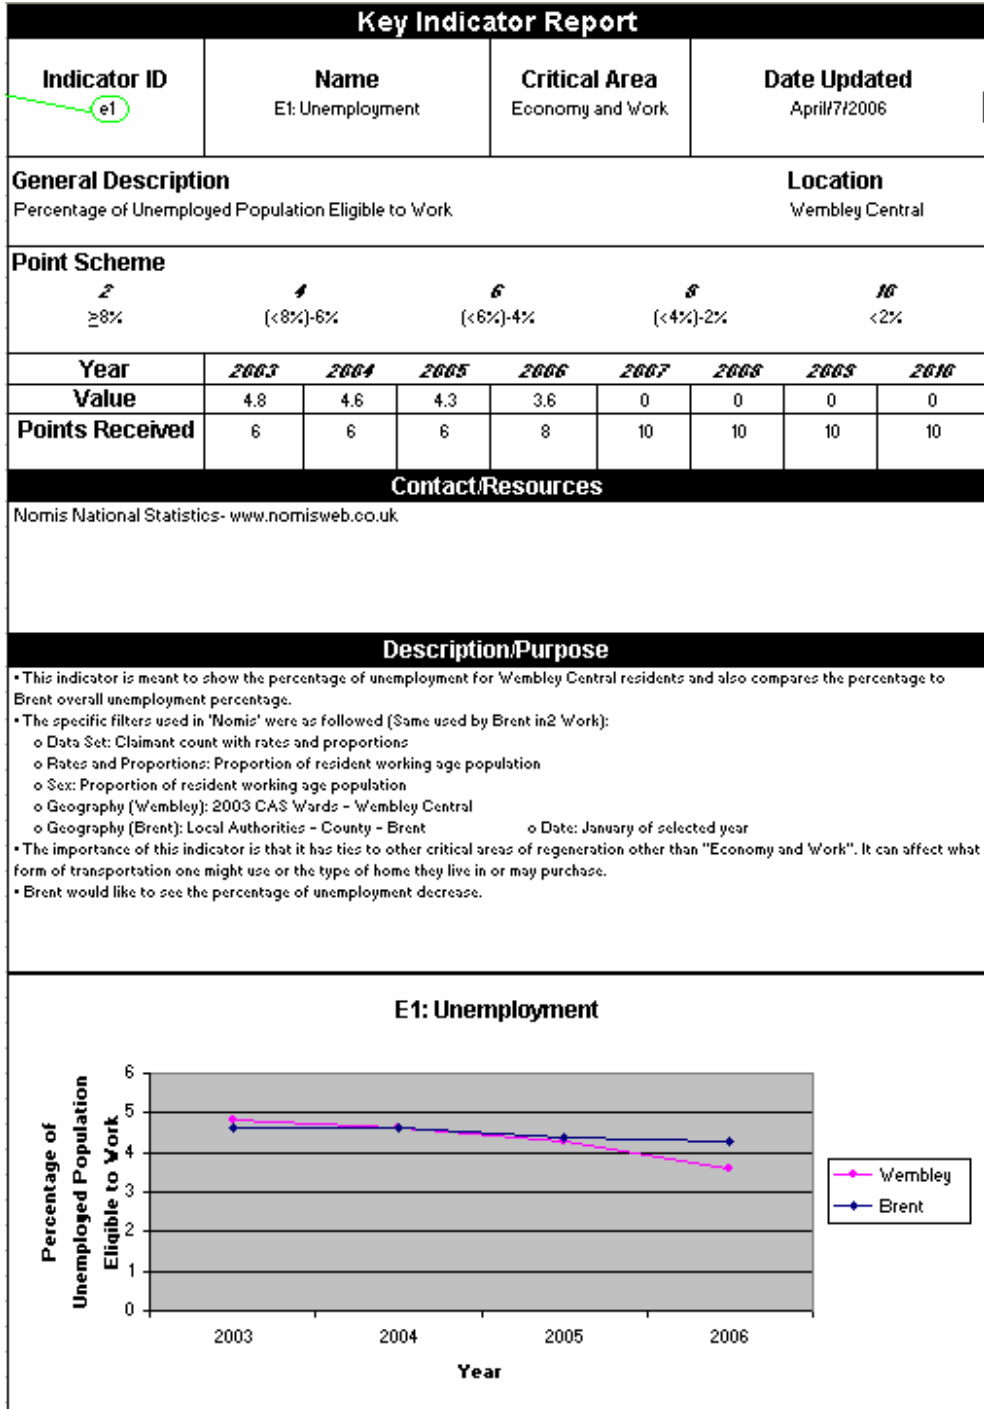 Key Indicator Report
Indicator ID Name Critical Area Date Updated
e1 E1: Unemployment Economy and Work April/7/2006
General Description Location
Percentage of Unemployed Population Eligible to Work Wembley Central
Point Scheme
2 4 6 8 10
≥8% (<8%)-6% (<6%)-4% (<4%)-2% <2%
Year 2003 2004 2005 2006 2007 2008 2009 2010
Value 4.8 4.6 4.3 3.6 0 0 0 0
Points Received 6 6 6 8 10 10 10 10
Contact/Resources
Nomis National Statistics- www.nomisweb.co.uk
Description/Purpose
• This indicator is meant to show the percentage of unemployment for Wembley Central residents and also compares the percentage to
Brent overall unemployment percentage.
• The specific filters used in 'Nomis' were as followed (Same used by Brent in2 Work):
o Data Set: Claimant count with rates and proportions
o Rates and Proportions: Proportion of resident working age population
o Sex: Proportion of resident working age population
o Geography (Wembley): 2003 CAS Wards - Wembley Central
o Geography (Brent): Local Authorities - County - Brent o Date: January of selected year
• The importance of this indicator is that it has ties to other critical areas of regeneration other than "Economy and Work". It can affect what
form of transportation one might use or the type of home they live in or may purchase.
• Brent would like to see the percentage of unemployment decrease.
E1: Unemployment
Percentage of
Unemployed Population
Eligible to Work
6
5
4
3
2
1
0
2003 2004 2005 2006
Year
Wembley
Brent